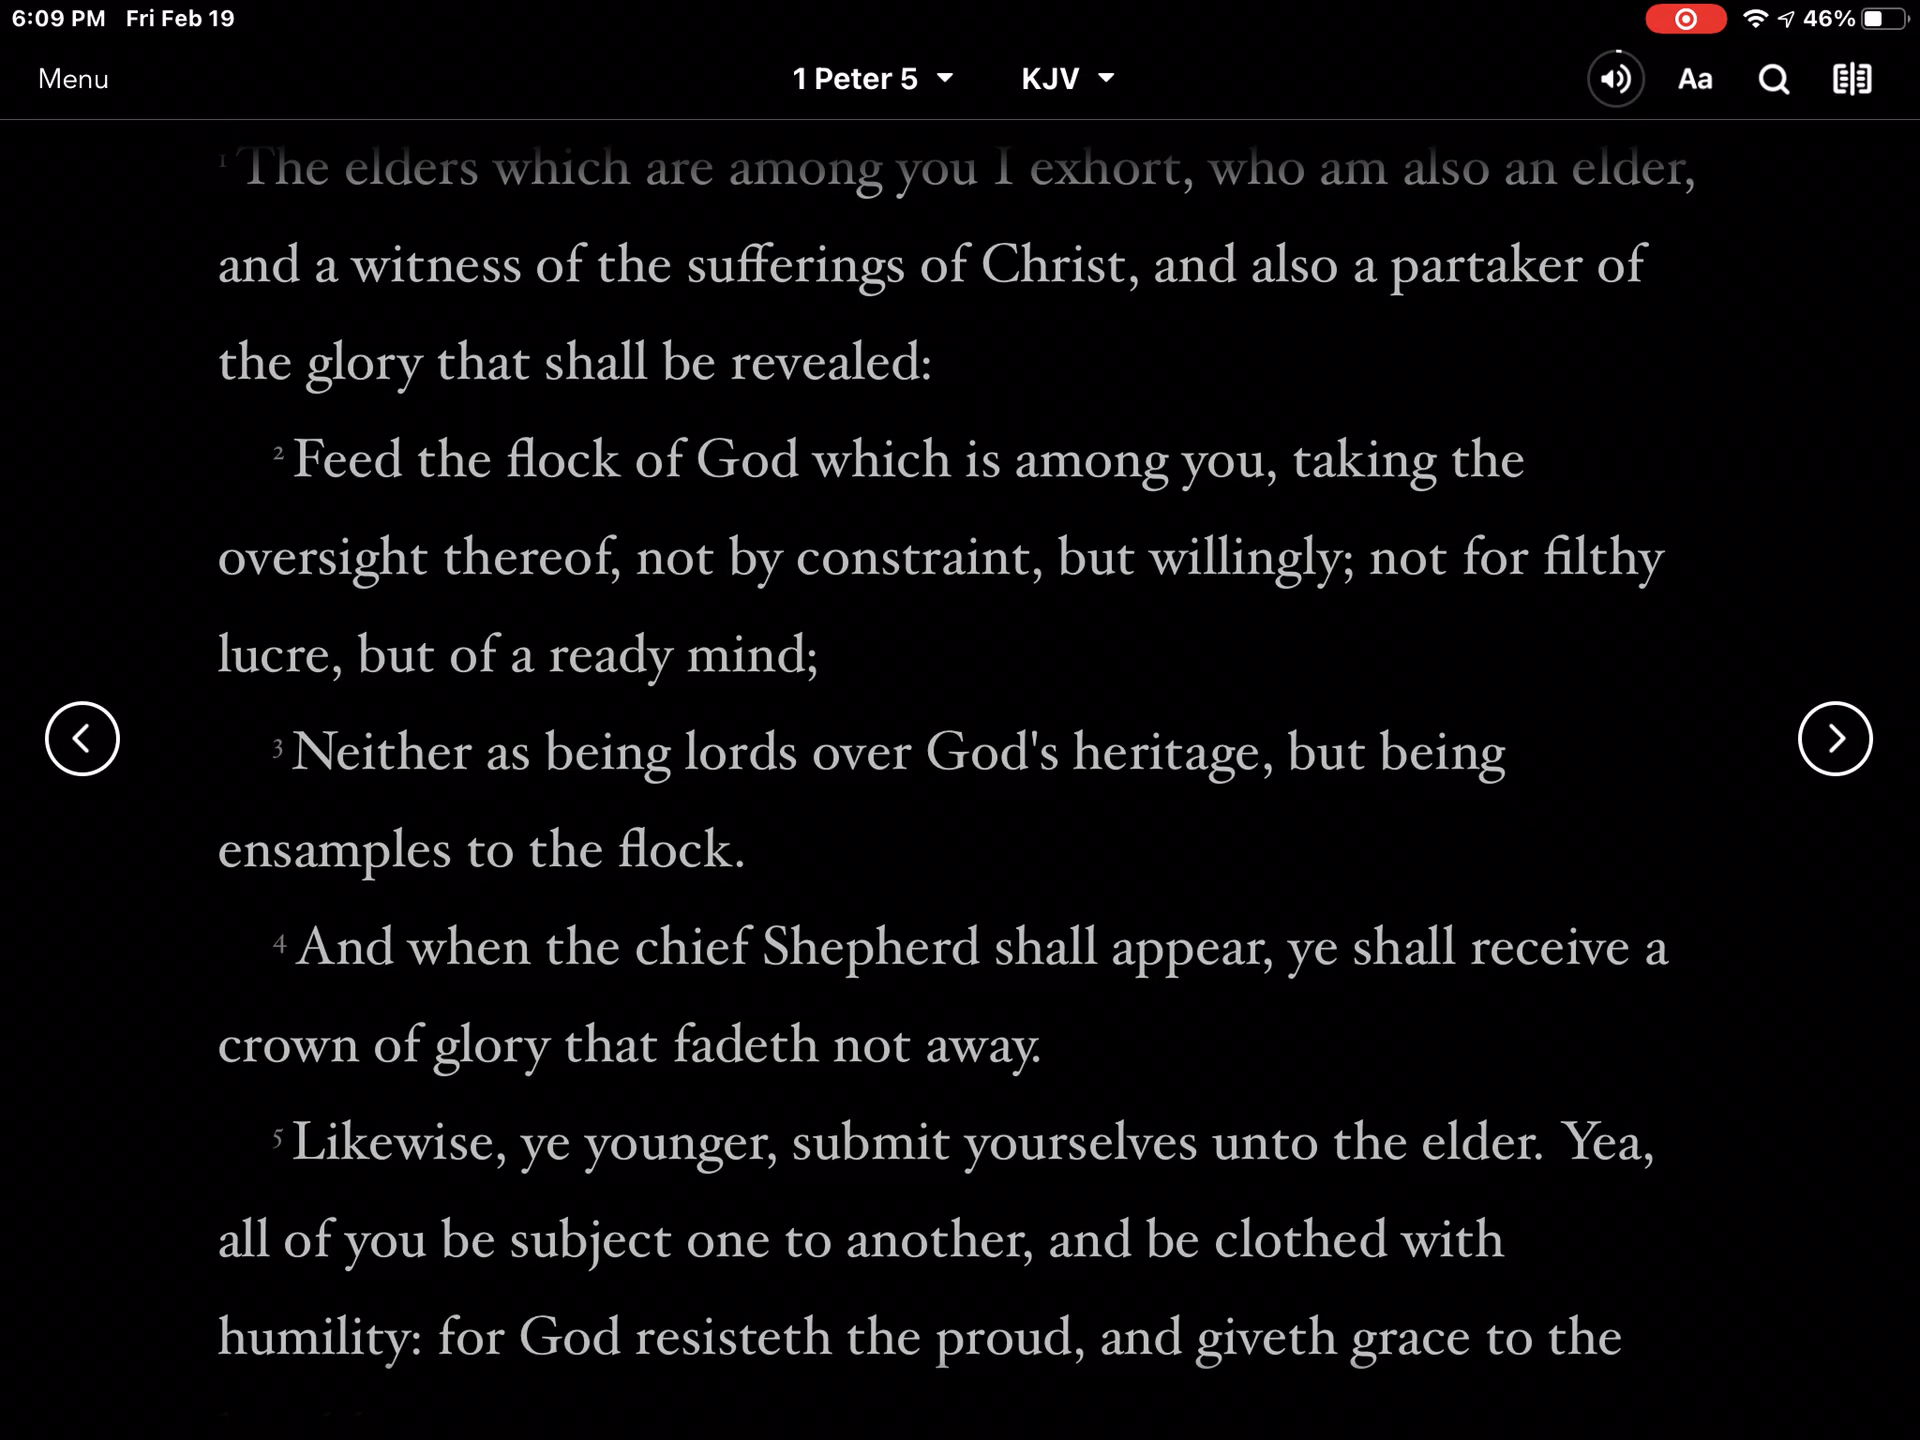 6:09 PM Fri Feb 19 46%
Menu 1 Peter 5 KJV Aa
1 The elders which are among you I exhort, who am also an elder,
and a witness of the sufferings of Christ, and also a partaker of
the glory that shall be revealed:
2 Feed the flock of God which is among you, taking the
oversight thereof, not by constraint, but willingly; not for filthy
lucre, but of a ready mind;
3 Neither as being lords over God's heritage, but being
ensamples to the flock.
4 And when the chief Shepherd shall appear, ye shall receive a
crown of glory that fadeth not away.
5 Likewise, ye younger, submit yourselves unto the elder. Yea,
all of you be subject one to another, and be clothed with
humility: for God resisteth the proud, and giveth grace to the